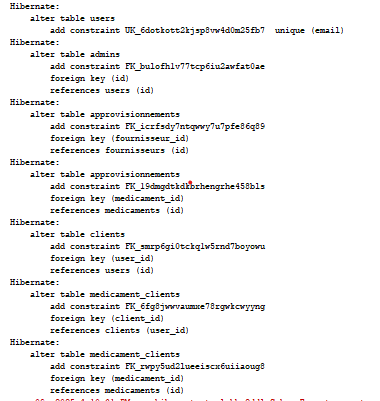 Hibernate:
alter table users
add constraint UK_6dotkott2kjsp8vw4d0m25fb7 unique (email)
Hibernate:
alter table admins
add constraint FK_bulofhlv77tcp6iu2awfat0ae
foreign key (id)
references users (id)
Hibernate:
alter table approvisionnements
add constraint FK_icrfsdy7ntqwwy7u7pfe86q89
foreign key (fournisseur_id)
references fournisseurs (id)
Hibernate:
alter table approvisionnements
add constraint
foreign key (medicament_id)
references medicaments (id)
Hibernate:
alter table clients
add constraint FK_smrp6gi0tckqlw5rnd7boyowu
foreign key (user_id)
references users (id)
Hibernate:
alter table medicament_clients
add constraint FK_6fg8jwwvaumxe78rgwkcwyyng
foreign key (client_id)
references clients (user_id)
Hibernate:
alter table medicament_clients
add constraint FK_rwpy5ud2lueeiscx6uiiaoug8
foreign key (medicament_id)
references medicaments (id)